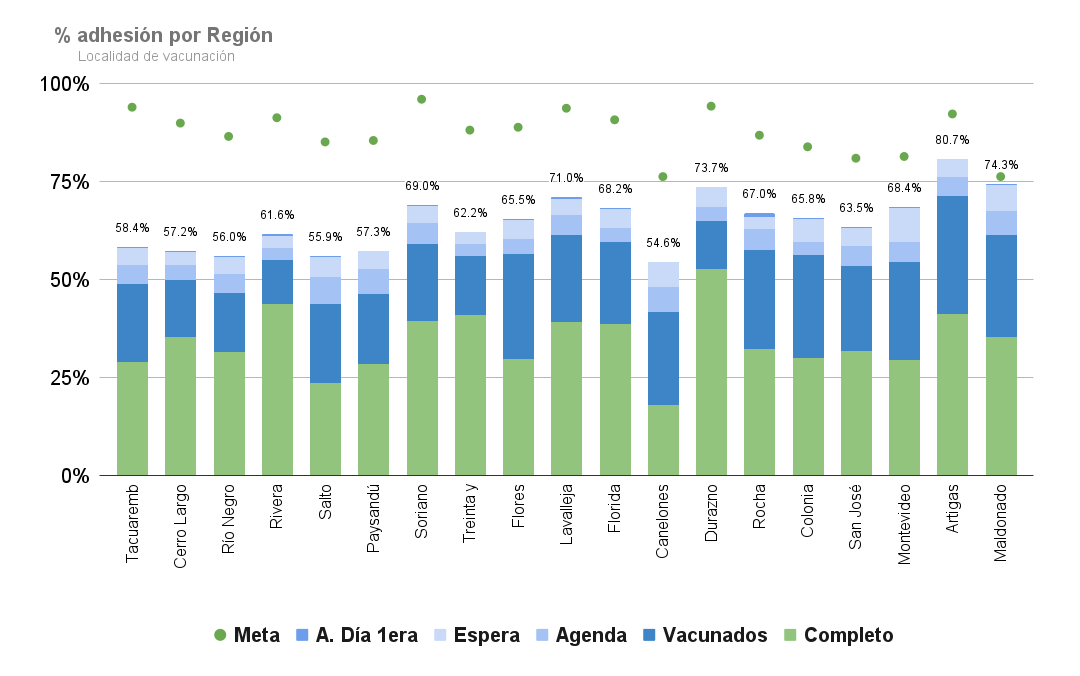 % adhesión por Región
Localidad de vacunación
100%
75%
50%
25%
0%
58.4%
57.2%
56.0%
61.6%
55.9%
57.3%
69.0%
62.2%
65.5%
71.0%
68.2%
54.6%
73.7%
67.0%
65.8%
63.5%
68.4%
80.7%
74.3%
Tacuaremb
Cerro Largo
Río Negro
Rivera
Salto
Paysandú
Soriano
Treinta y
Flores
Lavalleja
Florida
Canelones
Durazno
Rocha
Colonia
San José
Montevideo
Artigas
Maldonado
Meta
A. Día 1era
Espera
Agenda
Vacunados
Completo